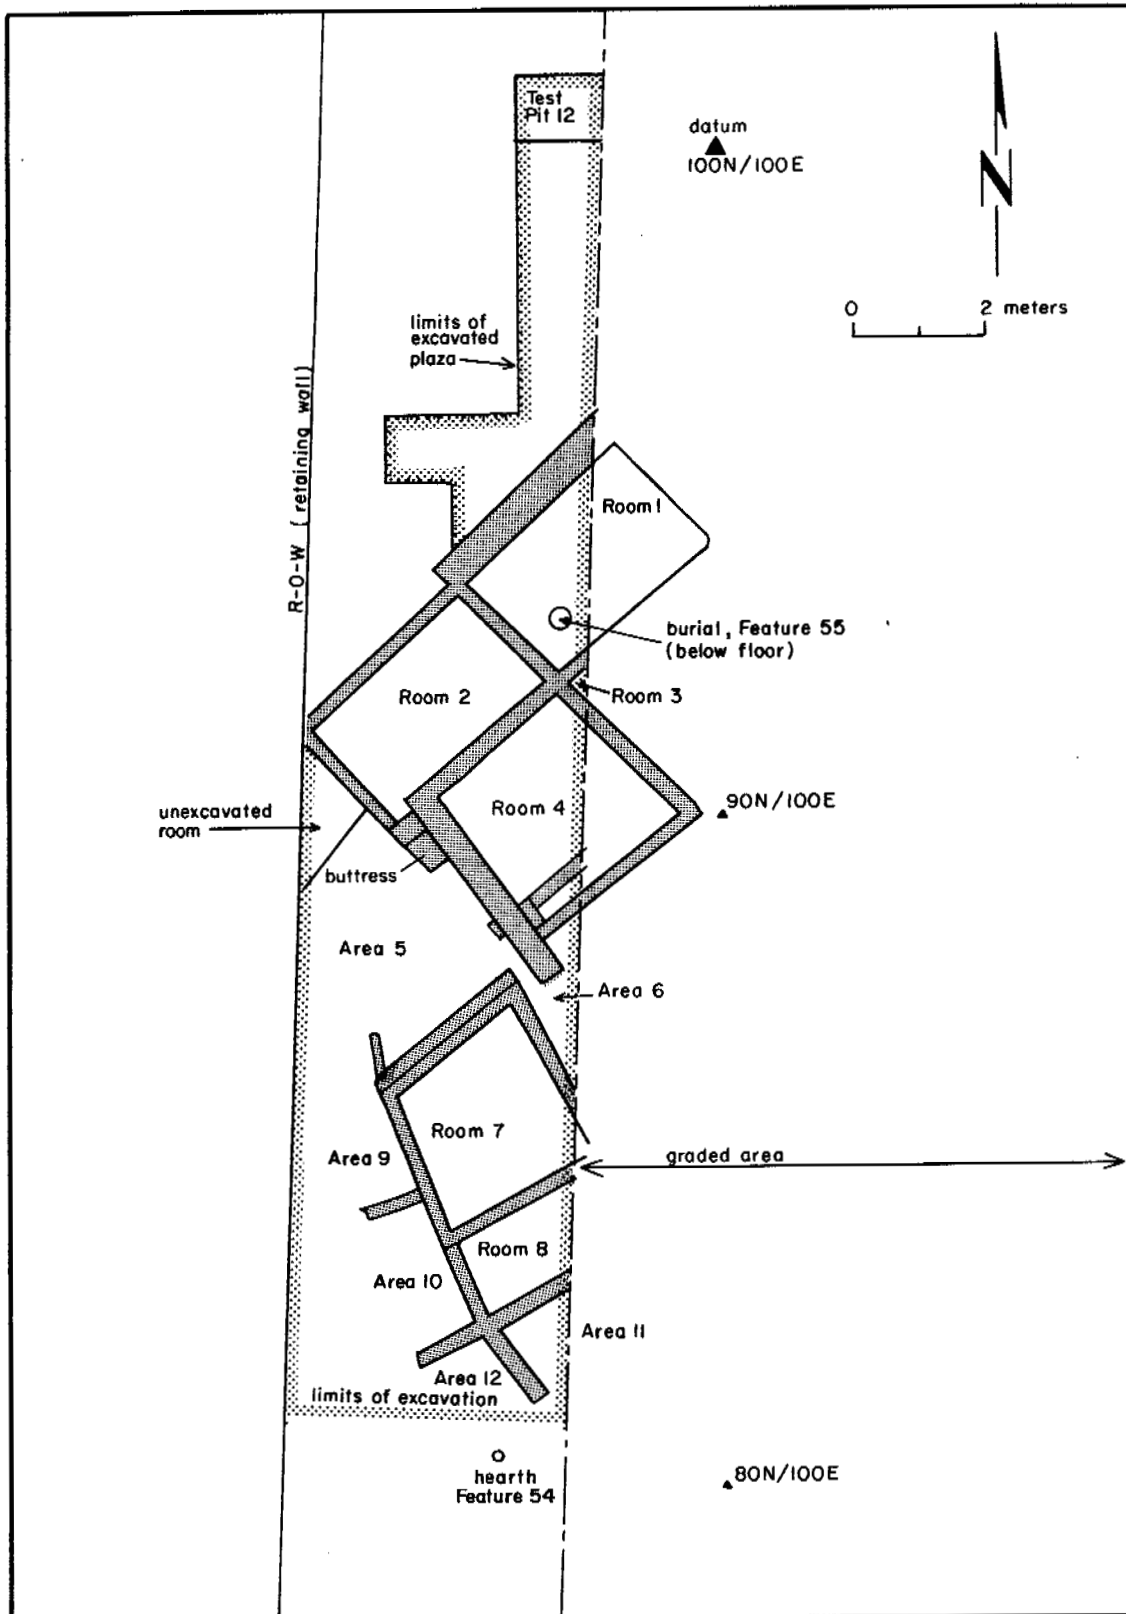 Test
Pit 12
datum
100N/100E
N
0 2 meters
limits of
excavated
plaza
R-O-W (retaining wall)
Room 1
burial, Feature 55
(below floor)
Room 2
Room 3
Room 4
90N/100E
unexcavated
room
buttress
Area 5
Area 6
Room 7
Area 9
graded area
Room 8
Area 10
Area 11
Area 12
limits of excavation
hearth
Feature 54
80N/100E